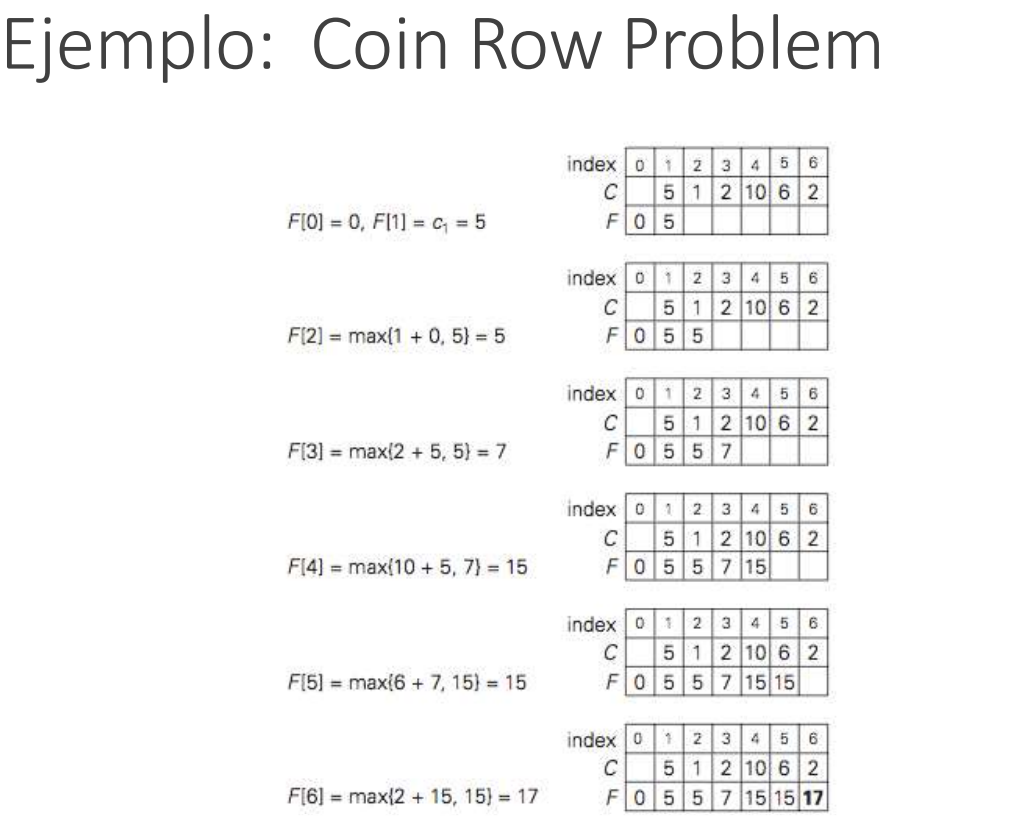 Ejemplo: Coin Row Problem
index 0 1 2 3 4 5 6
C 5 1 2 10 6 2
F[0] = 0, F[1] = c₁ = 5 F 0 5
index 0 1 2 3 4 5 6
C 5 1 2 10 6 2
F[2] = max{1 + 0, 5} = 5 F 0 5 5
index 0 1 2 3 4 5 6
C 5 1 2 10 6 2
F[3] = max{2 + 5, 5} = 7 F 0 5 5 7
index 0 1 2 3 4 5 6
C 5 1 2 10 6 2
F[4] = max{10 + 5, 7} = 15 F 0 5 5 7 15
index 0 1 2 3 4 5 6
C 5 1 2 10 6 2
F[5] = max{6 + 7, 15} = 15 F 0 5 5 7 15 15
index 0 1 2 3 4 5 6
C 5 1 2 10 6 2
F[6] = max{2 + 15, 15} = 17 F 0 5 5 7 15 15 17